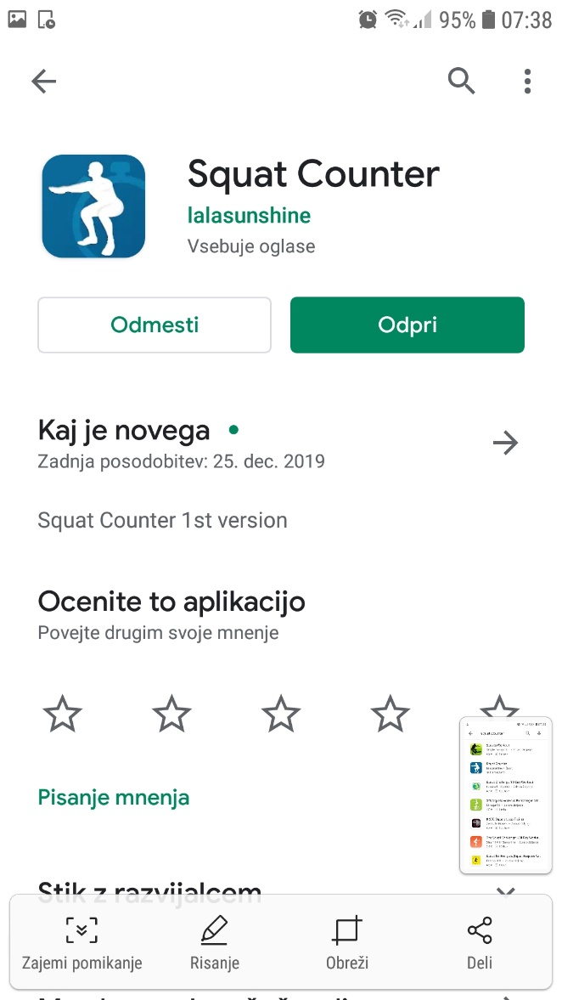 95% 07:38
Squat Counter
lalasunshine
Vsebuje oglase
Odmesti
Odpri
Kaj je novega
Zadnja posodobitev: 25. dec. 2019
Squat Counter 1st version
Ocenite to aplikacijo
Povejte drugim svoje mnenje
Pisanje mnenja
Stik z razvijalcem
Zajemi pomikanje
Risanje
Obreži
Deli